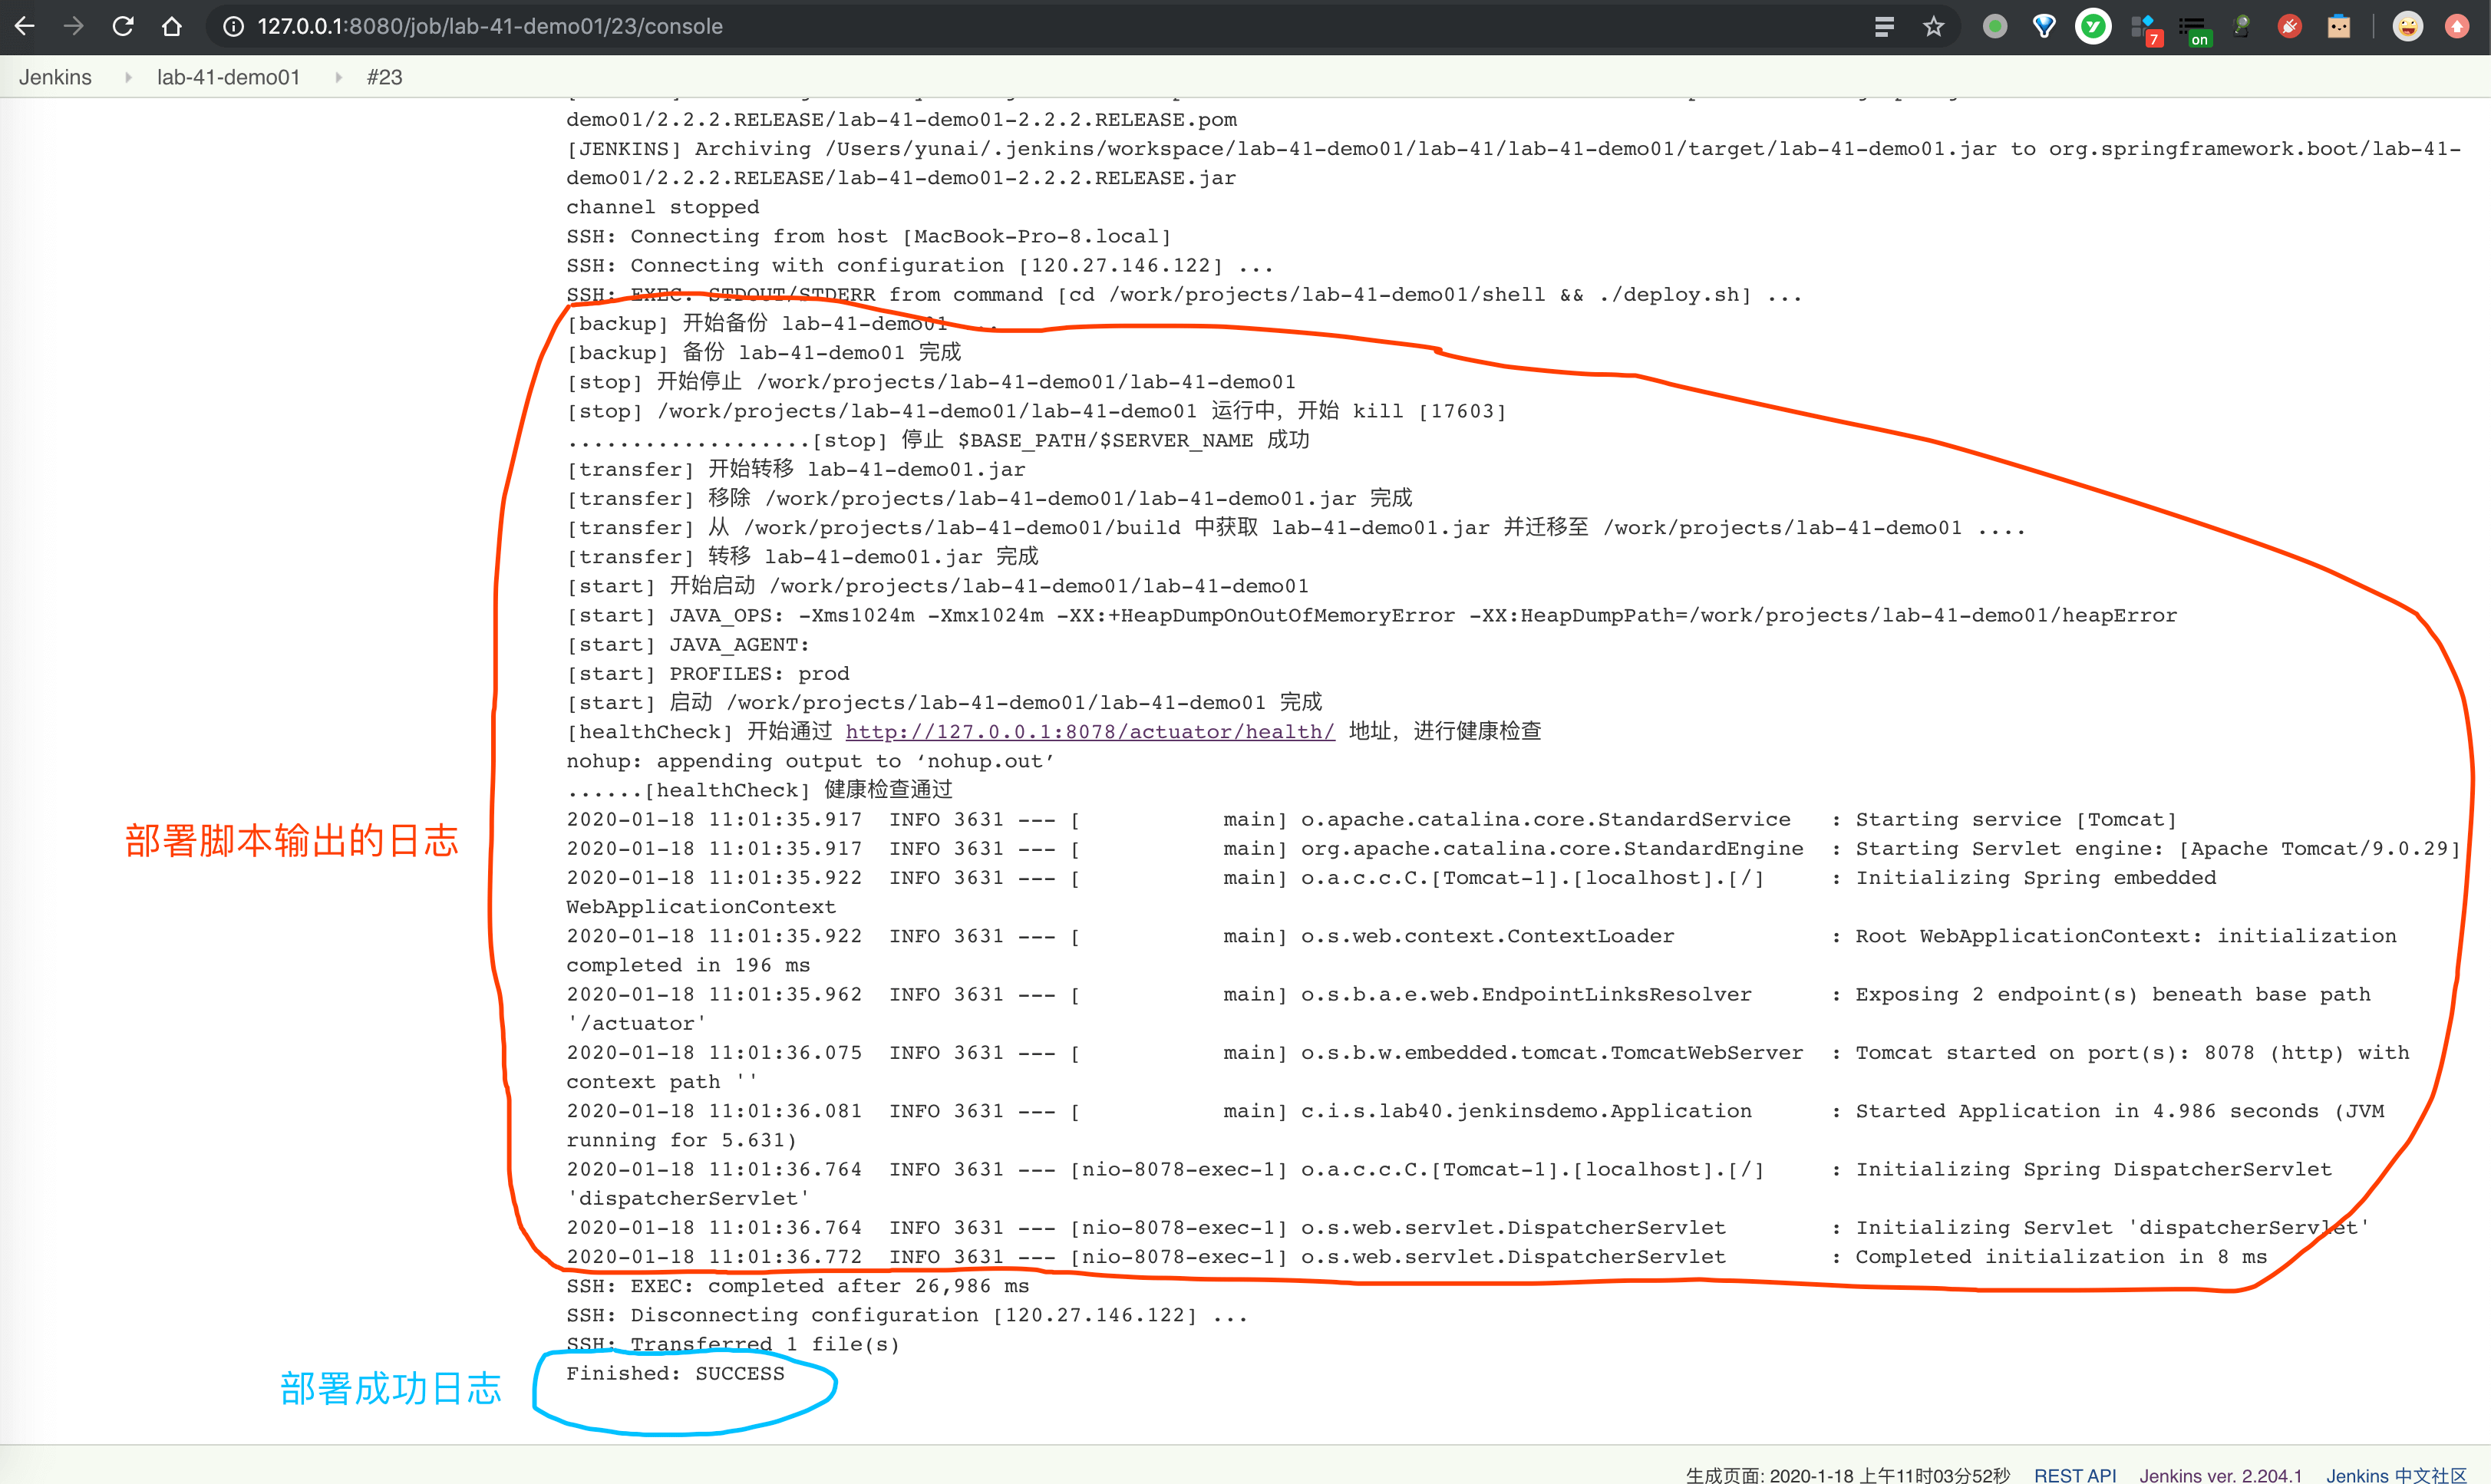 127.0.0.1:8080/job/lab-41-demo01/23/console
7
on
Jenkins lab-41-demo01 #23
demo01/2.2.2.RELEASE/lab-41-demo01-2.2.2.RELEASE.pom
[JENKINS] Archiving /Users/yunai/.jenkins/workspace/lab-41-demo01/lab-41/lab-41-demo01/target/lab-41-demo01.jar to org.springframework.boot/lab-41-
demo01/2.2.2.RELEASE/lab-41-demo01-2.2.2.RELEASE.jar
channel stopped
SSH: Connecting from host [MacBook-Pro-8.local]
SSH: Connecting with configuration [120.27.146.122] ...
SSH: EXEC: STDOUT/STDERR from command [cd /work/projects/lab-41-demo01/shell && ./deploy.sh] ...
[backup] 开始备份 lab-41-demo01 ...
[backup] 备份 lab-41-demo01 完成
[stop] 开始停止 /work/projects/lab-41-demo01/lab-41-demo01
[stop] /work/projects/lab-41-demo01/lab-41-demo01 运行中，开始 kill [17603]
...................[stop] 停止 $BASE_PATH/$SERVER_NAME 成功
[transfer] 开始转移 lab-41-demo01.jar
[transfer] 移除 /work/projects/lab-41-demo01/lab-41-demo01.jar 完成
[transfer] 从 /work/projects/lab-41-demo01/build 中获取 lab-41-demo01.jar 并迁移至 /work/projects/lab-41-demo01 ....
[transfer] 转移 lab-41-demo01.jar 完成
[start] 开始启动 /work/projects/lab-41-demo01/lab-41-demo01
[start] JAVA_OPS: -Xms1024m -Xmx1024m -XX:+HeapDumpOnOutOfMemoryError -XX:HeapDumpPath=/work/projects/lab-41-demo01/heapError
[start] JAVA_AGENT:
[start] PROFILES: prod
[start] 启动 /work/projects/lab-41-demo01/lab-41-demo01 完成
[healthCheck] 开始通过 http://127.0.0.1:8078/actuator/health/ 地址，进行健康检查
nohup: appending output to ‘nohup.out’
......[healthCheck] 健康检查通过
部署脚本输出的日志
2020-01-18 11:01:35.917  INFO 3631 --- [           main] o.apache.catalina.core.StandardService   : Starting service [Tomcat]
2020-01-18 11:01:35.917  INFO 3631 --- [           main] org.apache.catalina.core.StandardEngine  : Starting Servlet engine: [Apache Tomcat/9.0.29]
2020-01-18 11:01:35.922  INFO 3631 --- [           main] o.a.c.c.C.[Tomcat-1].[localhost].[/]     : Initializing Spring embedded
WebApplicationContext
2020-01-18 11:01:35.922  INFO 3631 --- [           main] o.s.web.context.ContextLoader            : Root WebApplicationContext: initialization
completed in 196 ms
2020-01-18 11:01:35.962  INFO 3631 --- [           main] o.s.b.a.e.web.EndpointLinksResolver      : Exposing 2 endpoint(s) beneath base path
'/actuator'
2020-01-18 11:01:36.075  INFO 3631 --- [           main] o.s.b.w.embedded.tomcat.TomcatWebServer  : Tomcat started on port(s): 8078 (http) with
context path ''
2020-01-18 11:01:36.081  INFO 3631 --- [           main] c.i.s.lab40.jenkinsdemo.Application      : Started Application in 4.986 seconds (JVM
running for 5.631)
2020-01-18 11:01:36.764  INFO 3631 --- [nio-8078-exec-1] o.a.c.c.C.[Tomcat-1].[localhost].[/]     : Initializing Spring DispatcherServlet
'dispatcherServlet'
2020-01-18 11:01:36.764  INFO 3631 --- [nio-8078-exec-1] o.s.web.servlet.DispatcherServlet        : Initializing Servlet 'dispatcherServlet'
2020-01-18 11:01:36.772  INFO 3631 --- [nio-8078-exec-1] o.s.web.servlet.DispatcherServlet        : Completed initialization in 8 ms
SSH: EXEC: completed after 26,986 ms
SSH: Disconnecting configuration [120.27.146.122] ...
SSH: Transferred 1 file(s)
Finished: SUCCESS
部署成功日志
生成页面: 2020-1-18 上午11时03分52秒 REST API Jenkins ver. 2.204.1 Jenkins 中文社区